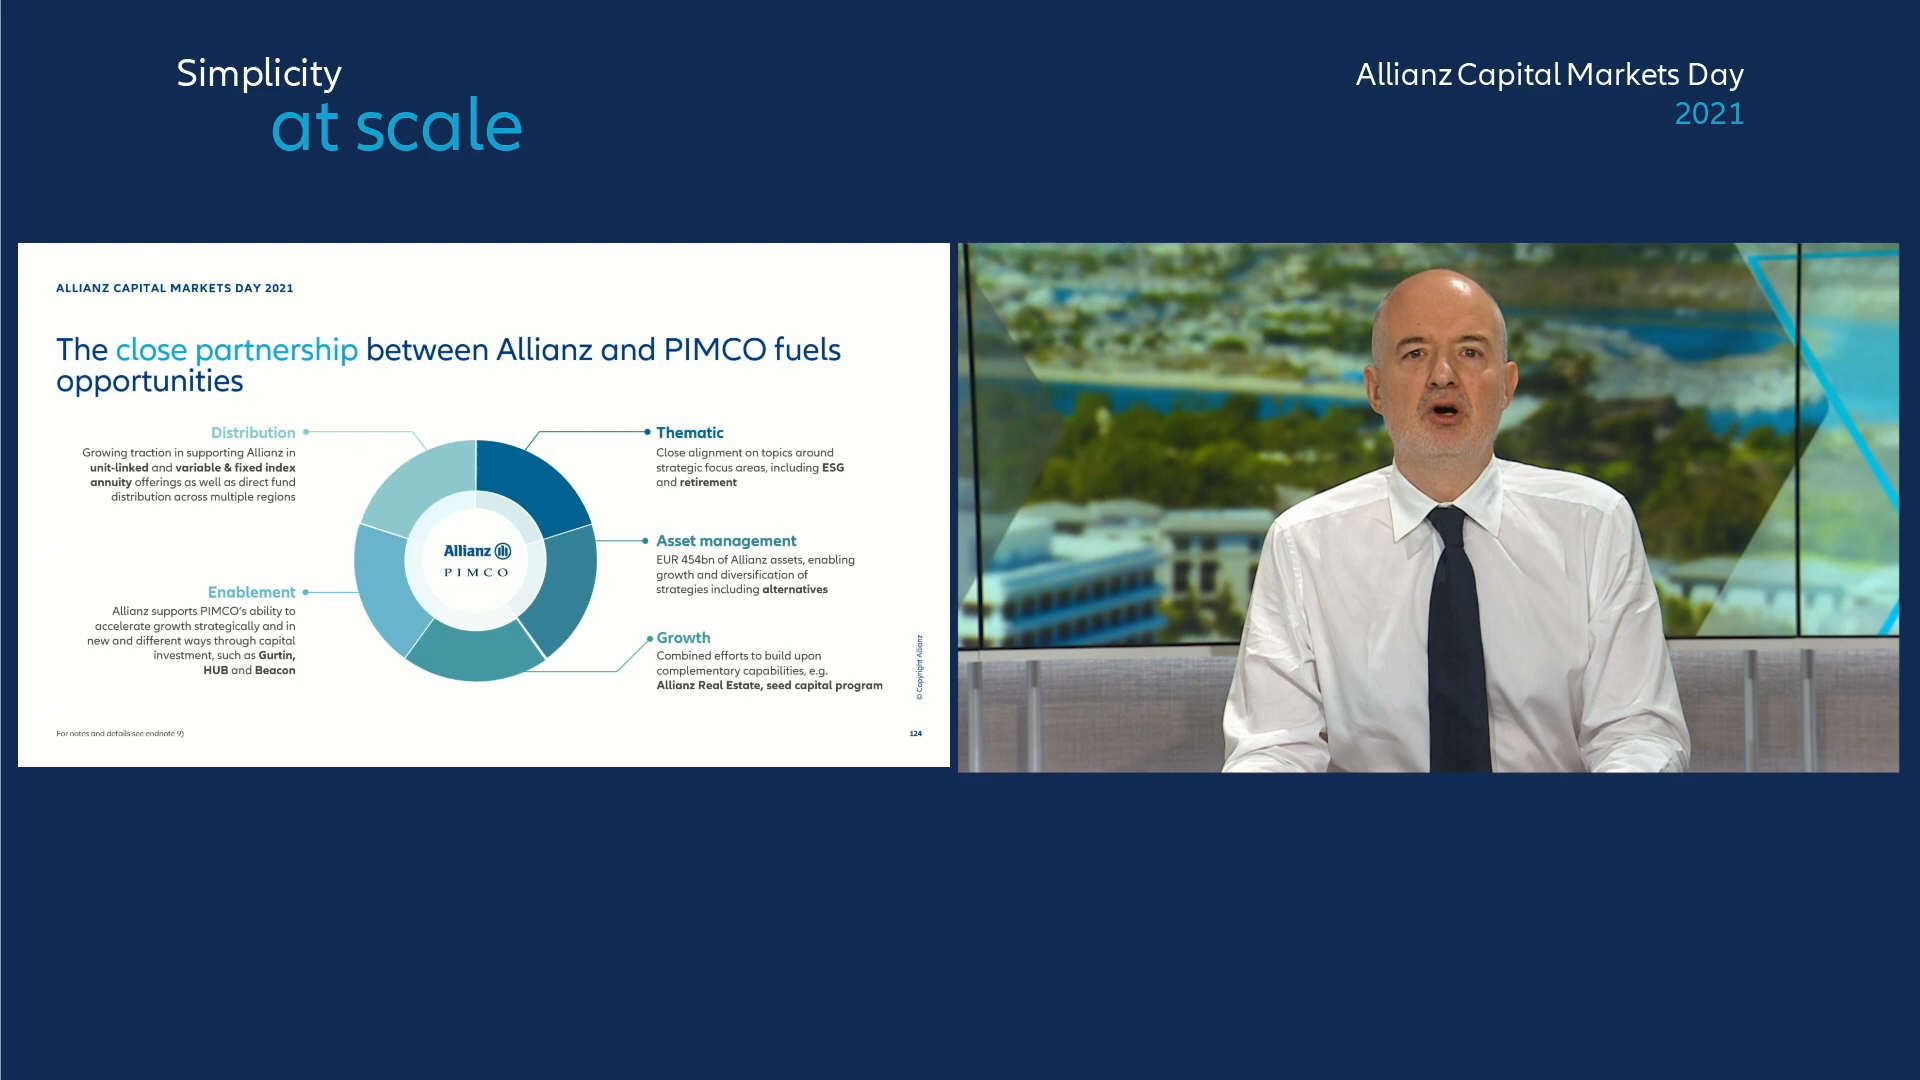 Simplicity
at scale
Allianz Capital Markets Day
2021
ALLIANZ CAPITAL MARKETS DAY 2021
The close partnership between Allianz and PIMCO fuels
opportunities
Distribution
Growing traction in supporting Allianz in
unit-linked and variable & fixed index
annuity offerings as well as direct fund
distribution across multiple regions
Enablement
Allianz supports PIMCO's ability to
accelerate growth strategically and in
new and different ways through capital
investment, such as Gurtin,
HUB and Beacon
Allianz
PIMCO
Thematic
Close alignment on topics around
strategic focus areas, including ESG
and retirement
Asset management
EUR 454bn of Allianz assets, enabling
growth and diversification of
strategies including alternatives
Growth
Combined efforts to build upon
complementary capabilities, e.g.
Allianz Real Estate, seed capital program
© Copyright Allianz
For notes and details see endnote 9)
124